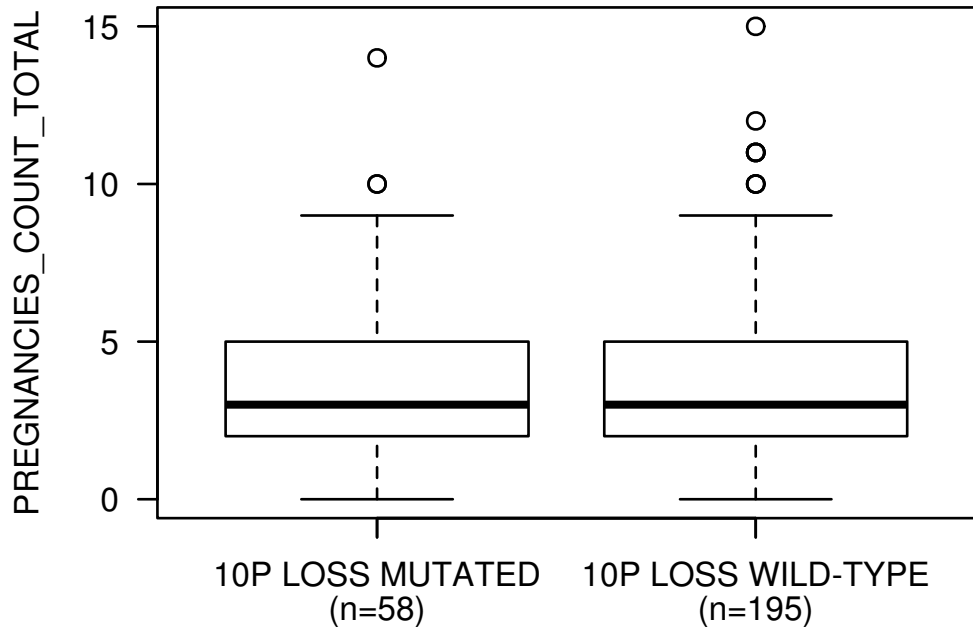 PREGNANCIES_COUNT_TOTAL
15
10
5
0
10P LOSS MUTATED
(n=58)
10P LOSS WILD-TYPE
(n=195)